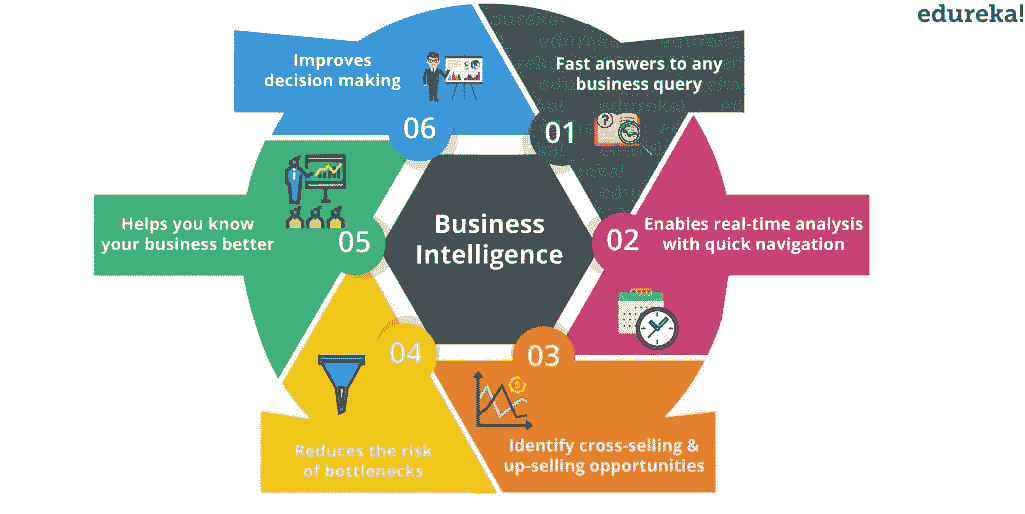 edureka!
Improves
decision making
06
Fast answers to any
business query
01
Helps you know
your business better
05
Business
Intelligence
02
Enables real-time analysis
with quick navigation
04
Reduces the risk
of bottlenecks
03
Identify cross-selling &
up-selling opportunities